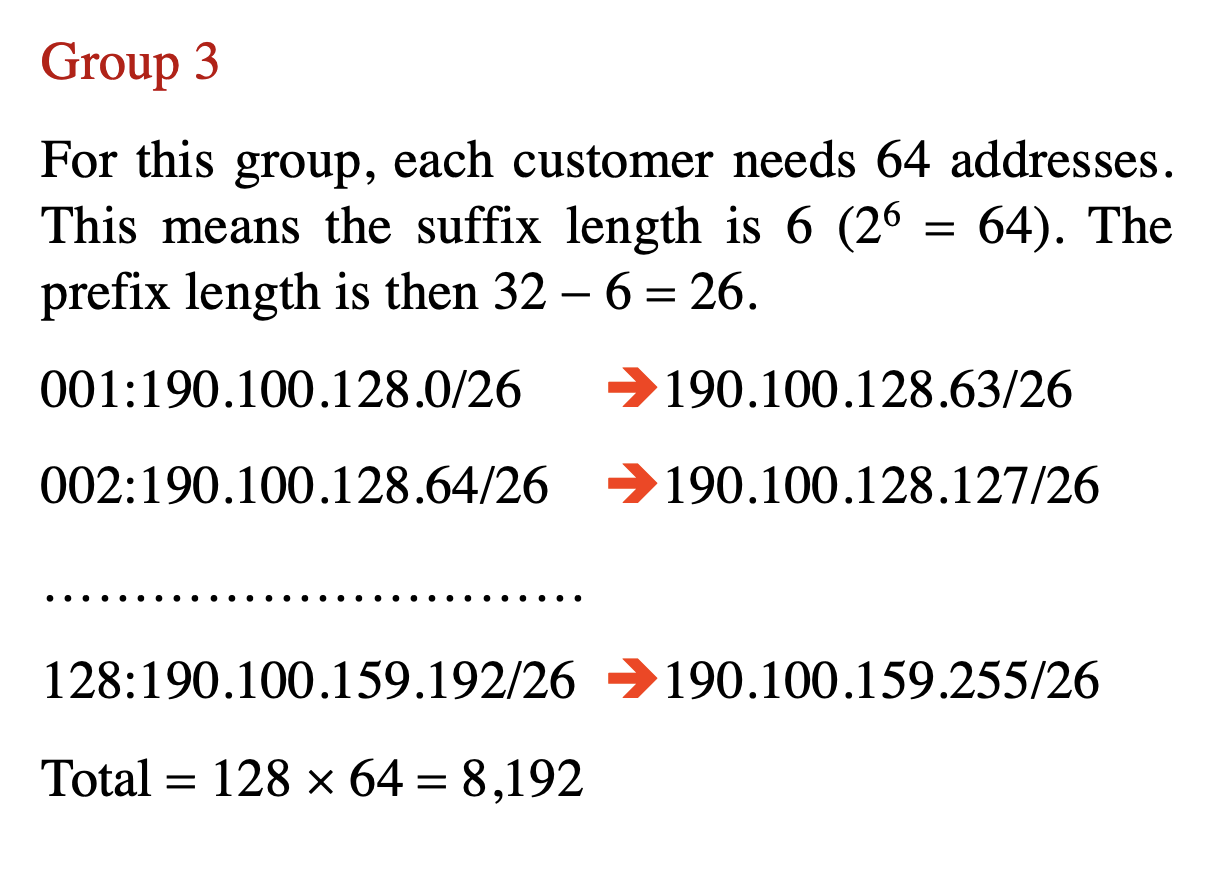 Group 3
For this group, each customer needs 64 addresses.
This means the suffix length is 6 (2⁶ = 64). The
prefix length is then 32 – 6 = 26.
001:190.100.128.0/26 ➔190.100.128.63/26
002:190.100.128.64/26 ➔190.100.128.127/26
…………………………
128:190.100.159.192/26 ➔190.100.159.255/26
Total = 128 × 64 = 8,192